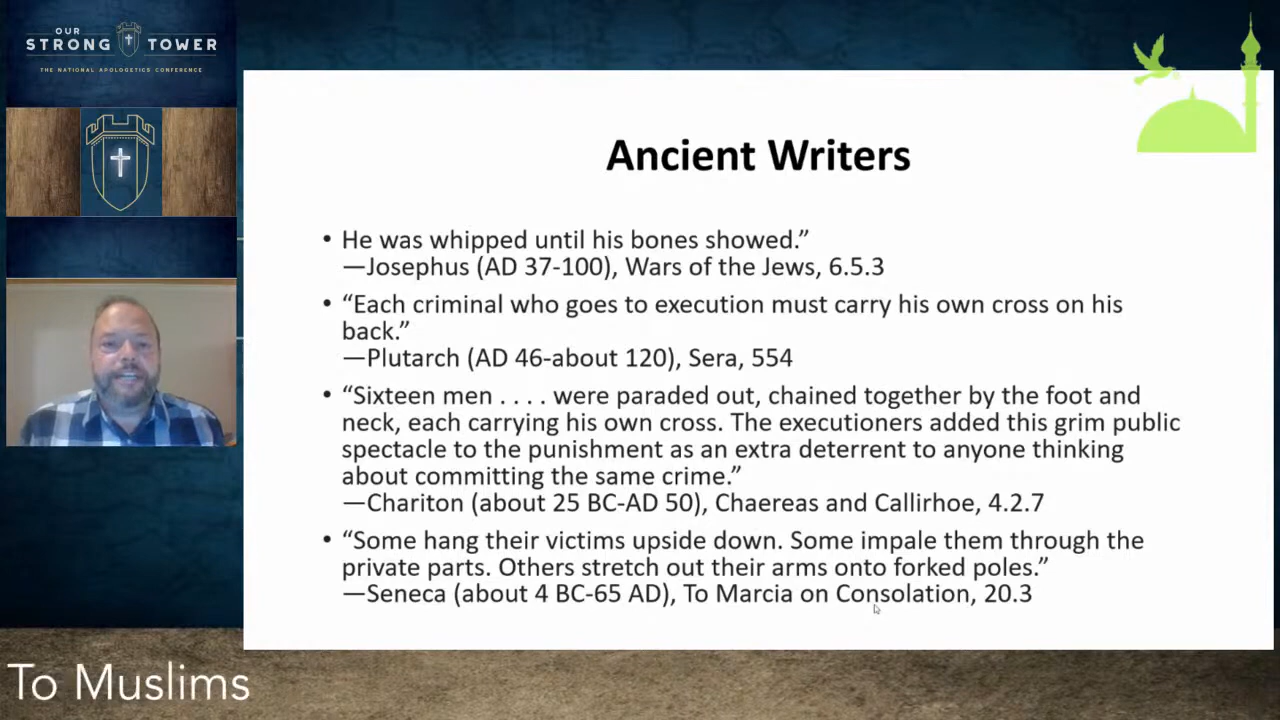 OUR
STRONG TOWER
THE NATIONAL APOLOGETICS CONFERENCE
Ancient Writers
• He was whipped until his bones showed.”
—Josephus (AD 37-100), Wars of the Jews, 6.5.3
• “Each criminal who goes to execution must carry his own cross on his
back.”
—Plutarch (AD 46-about 120), Sera, 554
• “Sixteen men . . . . were paraded out, chained together by the foot and
neck, each carrying his own cross. The executioners added this grim public
spectacle to the punishment as an extra deterrent to anyone thinking
about committing the same crime.”
—Chariton (about 25 BC-AD 50), Chaereas and Callirhoe, 4.2.7
• “Some hang their victims upside down. Some impale them through the
private parts. Others stretch out their arms onto forked poles.”
—Seneca (about 4 BC-65 AD), To Marcia on Consolation, 20.3
To Muslims